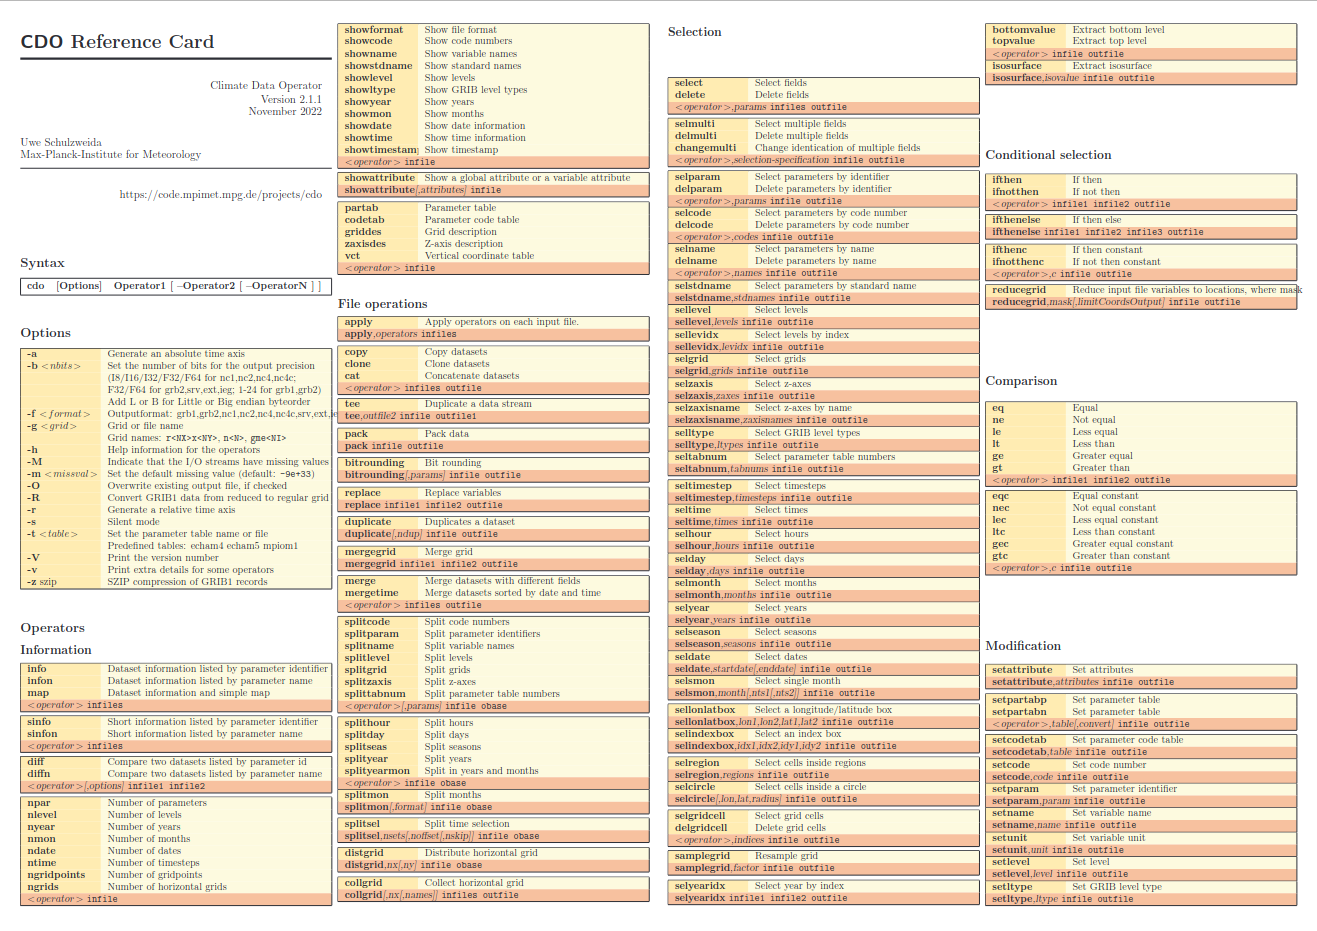 CDO Reference Card
Climate Data Operator
Version 2.1.1
November 2022
Uwe Schulzweida
Max-Planck-Institute for Meteorology
https://code.mpimet.mpg.de/projects/cdo
Syntax
cdo [Options] Operator1 [ –Operator2 [ –OperatorN ] ]
Options
-a Generate an absolute time axis
-b <nbits> Set the number of bits for the output precision
(I8/I16/I32/F32/F64 for nc1,nc2,nc4,nc4c;
F32/F64 for grb2,srv,ext,ieg; 1-24 for grb1,grb2)
Add L or B for Little or Big endian byteorder
-f <format> Outputformat: grb1,grb2,nc1,nc2,nc4,nc4c,srv,ext,ie
-g <grid> Grid or file name
Grid names: r<NX>x<NY>, n<N>, gme<NI>
-h Help information for the operators
-M Indicate that the I/O streams have missing values
-m <missval> Set the default missing value (default: -9e+33)
-O Overwrite existing output file, if checked
-R Convert GRIB1 data from reduced to regular grid
-r Generate a relative time axis
-s Silent mode
-t <table> Set the parameter table name or file
Predefined tables: echam4 echam5 mpiom1
-V Print the version number
-v Print extra details for some operators
-z szip SZIP compression of GRIB1 records
Operators
Information
info Dataset information listed by parameter identifier
infon Dataset information listed by parameter name
map Dataset information and simple map
<operator> infiles
sinfo Short information listed by parameter identifier
sinfon Short information listed by parameter name
<operator> infiles
diff Compare two datasets listed by parameter id
diffn Compare two datasets listed by parameter name
<operator>[,options] infile1 infile2
npar Number of parameters
nlevel Number of levels
nyear Number of years
nmon Number of months
ndate Number of dates
ntime Number of timesteps
ngridpoints Number of gridpoints
ngrids Number of horizontal grids
<operator> infile
showformat Show file format
showcode Show code numbers
showname Show variable names
showstdname Show standard names
showlevel Show levels
showltype Show GRIB level types
showyear Show years
showmon Show months
showdate Show date information
showtime Show time information
showtimestamp Show timestamp
<operator> infile
showattribute Show a global attribute or a variable attribute
showattribute[,attributes] infile
partab Parameter table
codetab Parameter code table
griddes Grid description
zaxisdes Z-axis description
vct Vertical coordinate table
<operator> infile
File operations
apply Apply operators on each input file.
apply,operators infiles
copy Copy datasets
clone Clone datasets
cat Concatenate datasets
<operator> infiles outfile
tee Duplicate a data stream
tee,outfile2 infile outfile1
pack Pack data
pack infile outfile
bitrounding Bit rounding
bitrounding[,params] infile outfile
replace Replace variables
replace infile1 infile2 outfile
duplicate Duplicates a dataset
duplicate[,ndup] infile outfile
mergegrid Merge grid
mergegrid infile1 infile2 outfile
merge Merge datasets with different fields
mergetime Merge datasets sorted by date and time
<operator> infiles outfile
splitcode Split code numbers
splitparam Split parameter identifiers
splitname Split variable names
splitlevel Split levels
splitgrid Split grids
splitzaxis Split z-axes
splittabnum Split parameter table numbers
<operator>[,params] infile obase
splithour Split hours
splitday Split days
splitseas Split seasons
splityear Split years
splityearmon Split in years and months
<operator> infile obase
splitmon Split months
splitmon[,format] infile obase
splitsel Split time selection
splitsel,nsets[,noffset[,nskip]] infile obase
distgrid Distribute horizontal grid
distgrid,nx[,ny] infile obase
collgrid Collect horizontal grid
collgrid[,nx[,names]] infiles outfile
Selection
select Select fields
delete Delete fields
<operator>,params infiles outfile
selmulti Select multiple fields
delmulti Delete multiple fields
changemulti Change identication of multiple fields
<operator>,selection-specification infile outfile
selparam Select parameters by identifier
delparam Delete parameters by identifier
<operator>,params infile outfile
selcode Select parameters by code number
delcode Delete parameters by code number
<operator>,codes infile outfile
selname Select parameters by name
delname Delete parameters by name
<operator>,names infile outfile
selstdname Select parameters by standard name
selstdname,stdnames infile outfile
sellevel Select levels
sellevel,levels infile outfile
sellevidx Select levels by index
sellevidx,levidx infile outfile
selgrid Select grids
selgrid,grids infile outfile
selzaxis Select z-axes
selzaxis,zaxes infile outfile
selzaxisname Select z-axes by name
selzaxisname,zaxisnames infile outfile
selltype Select GRIB level types
selltype,ltypes infile outfile
seltabnum Select parameter table numbers
seltabnum,tabnums infile outfile
seltimestep Select timesteps
seltimestep,timesteps infile outfile
seltime Select times
seltime,times infile outfile
selhour Select hours
selhour,hours infile outfile
selday Select days
selday,days infile outfile
selmonth Select months
selmonth,months infile outfile
selyear Select years
selyear,years infile outfile
selseason Select seasons
selseason,seasons infile outfile
seldate Select dates
seldate,startdate[,enddate] infile outfile
selsmon Select single month
selsmon,month[,nts1[,nts2]] infile outfile
sellonlatbox Select a longitude/latitude box
sellonlatbox,lon1,lon2,lat1,lat2 infile outfile
selindexbox Select an index box
selindexbox,idx1,idx2,idy1,idy2 infile outfile
selregion Select cells inside regions
selregion,regions infile outfile
selcircle Select cells inside a circle
selcircle[,lon,lat,radius] infile outfile
selgridcell Select grid cells
delgridcell Delete grid cells
<operator>,indices infile outfile
samplegrid Resample grid
samplegrid,factor infile outfile
selyearidx Select year by index
selyearidx infile1 infile2 outfile
bottomvalue Extract bottom level
topvalue Extract top level
<operator> infile outfile
isosurface Extract isosurface
isosurface,isovalue infile outfile
Conditional selection
ifthen If then
ifnotthen If not then
<operator> infile1 infile2 outfile
ifthenelse If then else
ifthenelse infile1 infile2 infile3 outfile
ifthenc If then constant
ifnotthenc If not then constant
<operator>,c infile outfile
reducegrid Reduce input file variables to locations, where mask
reducegrid,mask[,limitCoordsOutput] infile outfile
Comparison
eq Equal
ne Not equal
le Less equal
lt Less than
ge Greater equal
gt Greater than
<operator> infile1 infile2 outfile
eqc Equal constant
nec Not equal constant
lec Less equal constant
ltc Less than constant
gec Greater equal constant
gtc Greater than constant
<operator>,c infile outfile
Modification
setattribute Set attributes
setattribute,attributes infile outfile
setpartabp Set parameter table
setpartabn Set parameter table
<operator>,table[,convert] infile outfile
setcodetab Set parameter code table
setcodetab,table infile outfile
setcode Set code number
setcode,code infile outfile
setparam Set parameter identifier
setparam,param infile outfile
setname Set variable name
setname,name infile outfile
setunit Set variable unit
setunit,unit infile outfile
setlevel Set level
setlevel,level infile outfile
setltype Set GRIB level type
setltype,ltype infile outfile